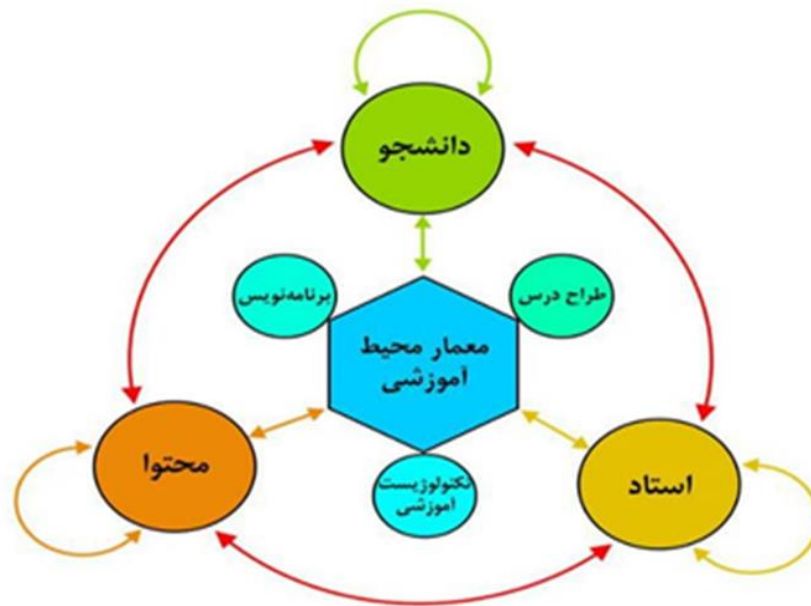 دانشجو
برنامه‌نویس
طراح درس
معمار محیط
آموزشی
محتوا
تکنولوژیست
آموزشی
استاد